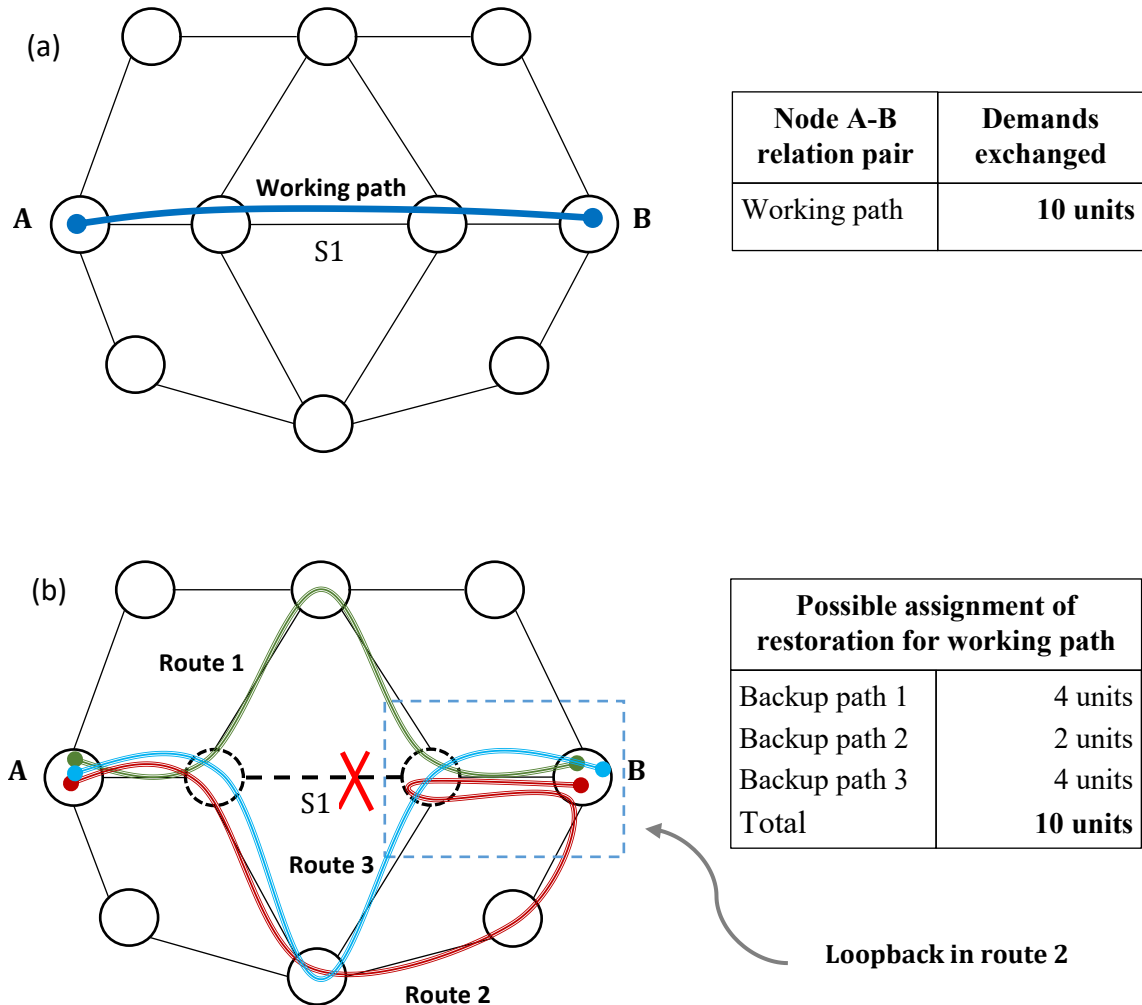 (a)
Working path
A
B
S1
Node A-B relation pair
Demands exchanged
Working path
10 units
(b)
Route 1
A
B
S1
Route 3
Route 2
Possible assignment of
restoration for working path
Backup path 1 4 units
Backup path 2 2 units
Backup path 3 4 units
Total 10 units
Loopback in route 2